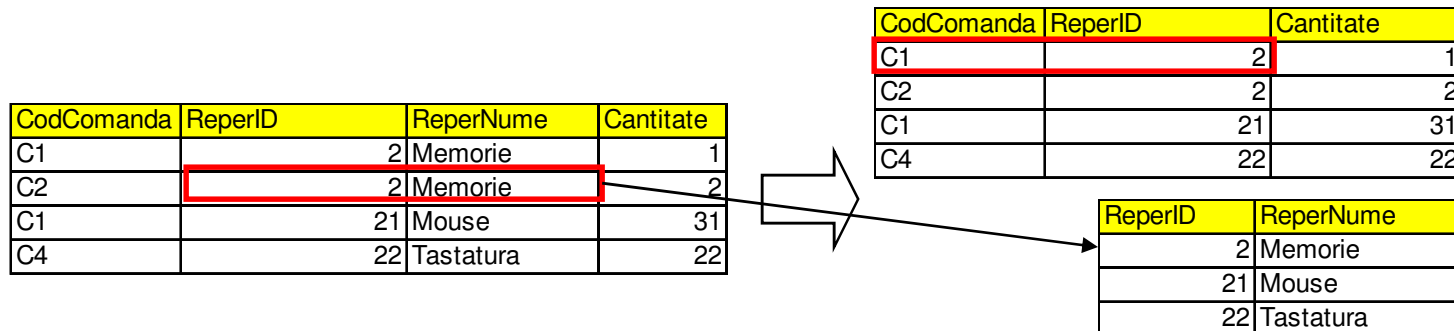 CodComanda ReperID ReperNume Cantitate
C1 2 Memorie 1
C2 2 Memorie 2
C1 21 Mouse 31
C4 22 Tastatura 22
CodComanda ReperID Cantitate
C1 2 1
C2 2 2
C1 21 31
C4 22 22
ReperID ReperNume
2 Memorie
21 Mouse
22 Tastatura